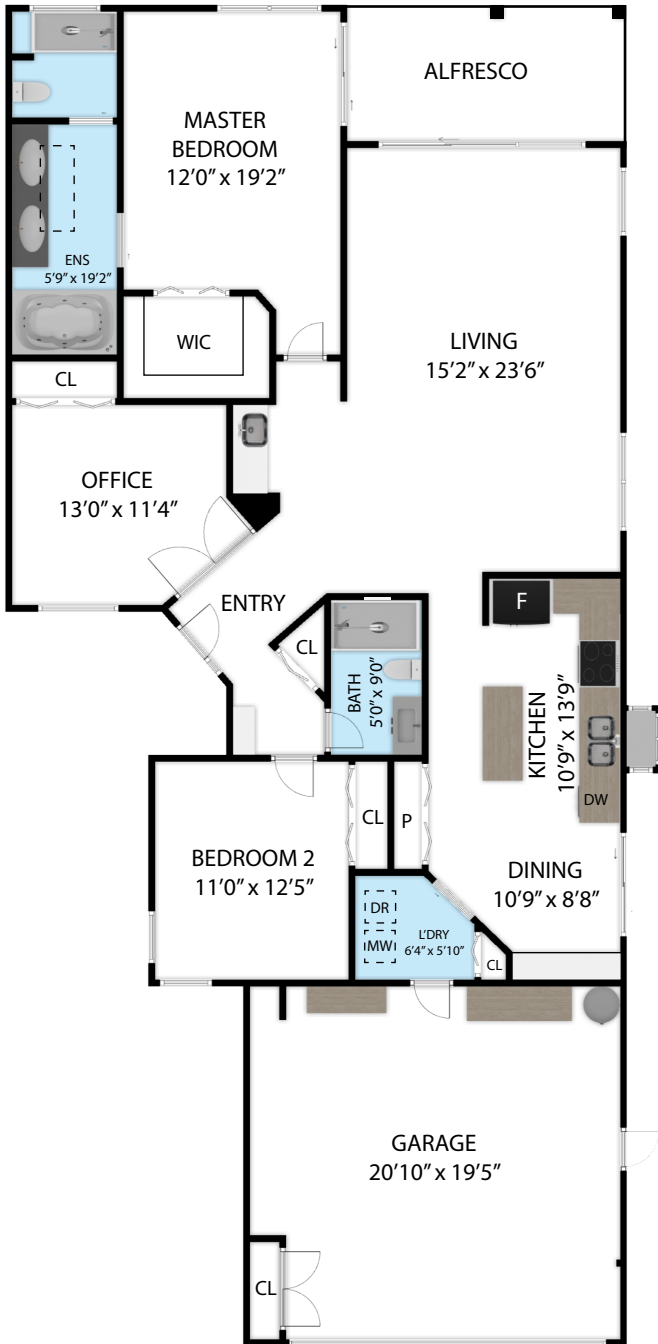 ALFRESCO
MASTER
BEDROOM
12'0" x 19'2"
ENS
5'9" x 19'2"
WIC
LIVING
15'2" x 23'6"
CL
OFFICE
13'0" x 11'4"
ENTRY
F
CL
BATH
5'0" x 9'0"
KITCHEN
10'9" x 13'9"
DW
CL
P
BEDROOM 2
11'0" x 12'5"
DINING
10'9" x 8'8"
DR
MW
L'DRY
6'4" x 5'10"
CL
GARAGE
20'10" x 19'5"
CL